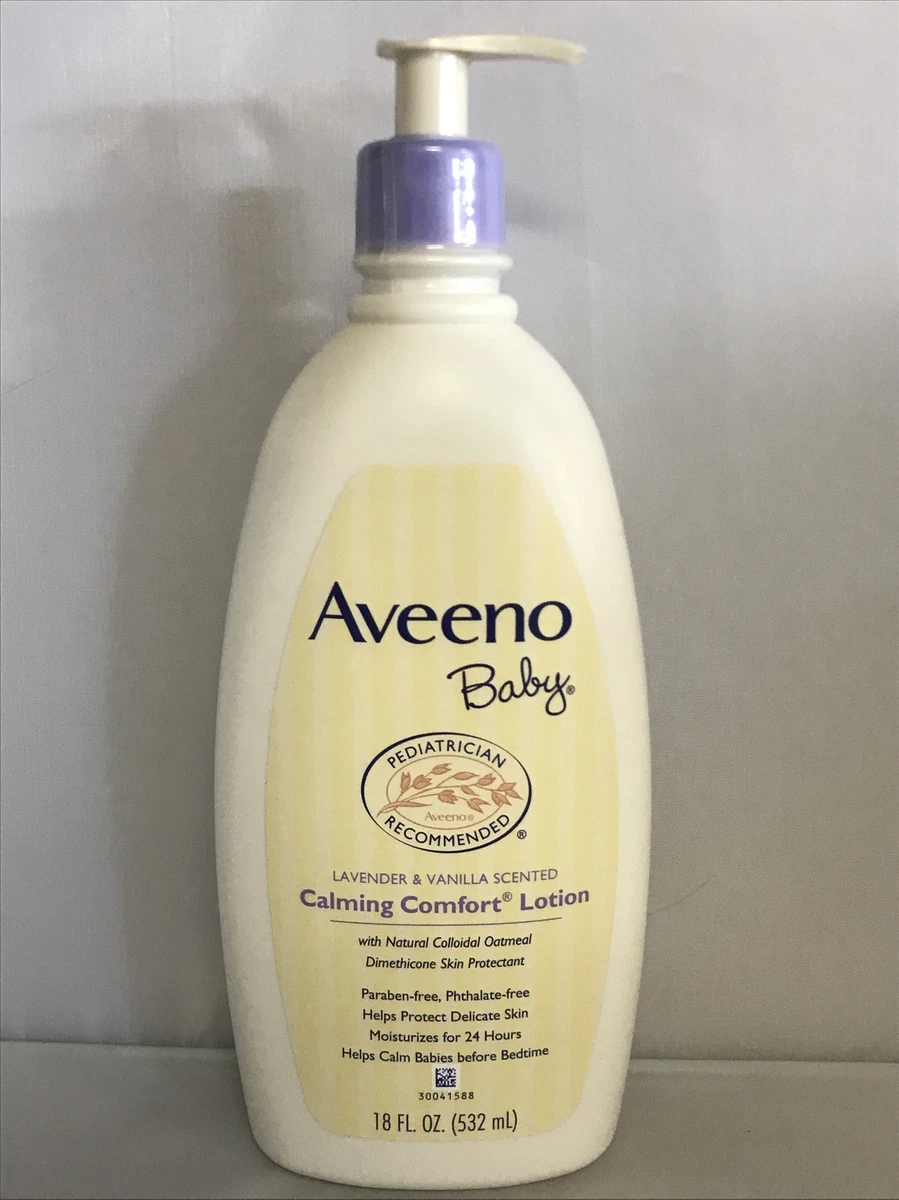 Aveeno
Baby®
PEDIATRICIAN
Aveeno®
RECOMMENDED®
LAVENDER & VANILLA SCENTED
Calming Comfort® Lotion
with Natural Colloidal Oatmeal
Dimethicone Skin Protectant
Paraben-free, Phthalate-free
Helps Protect Delicate Skin
Moisturizes for 24 Hours
Helps Calm Babies before Bedtime
30041588
18 FL. OZ. (532 mL)